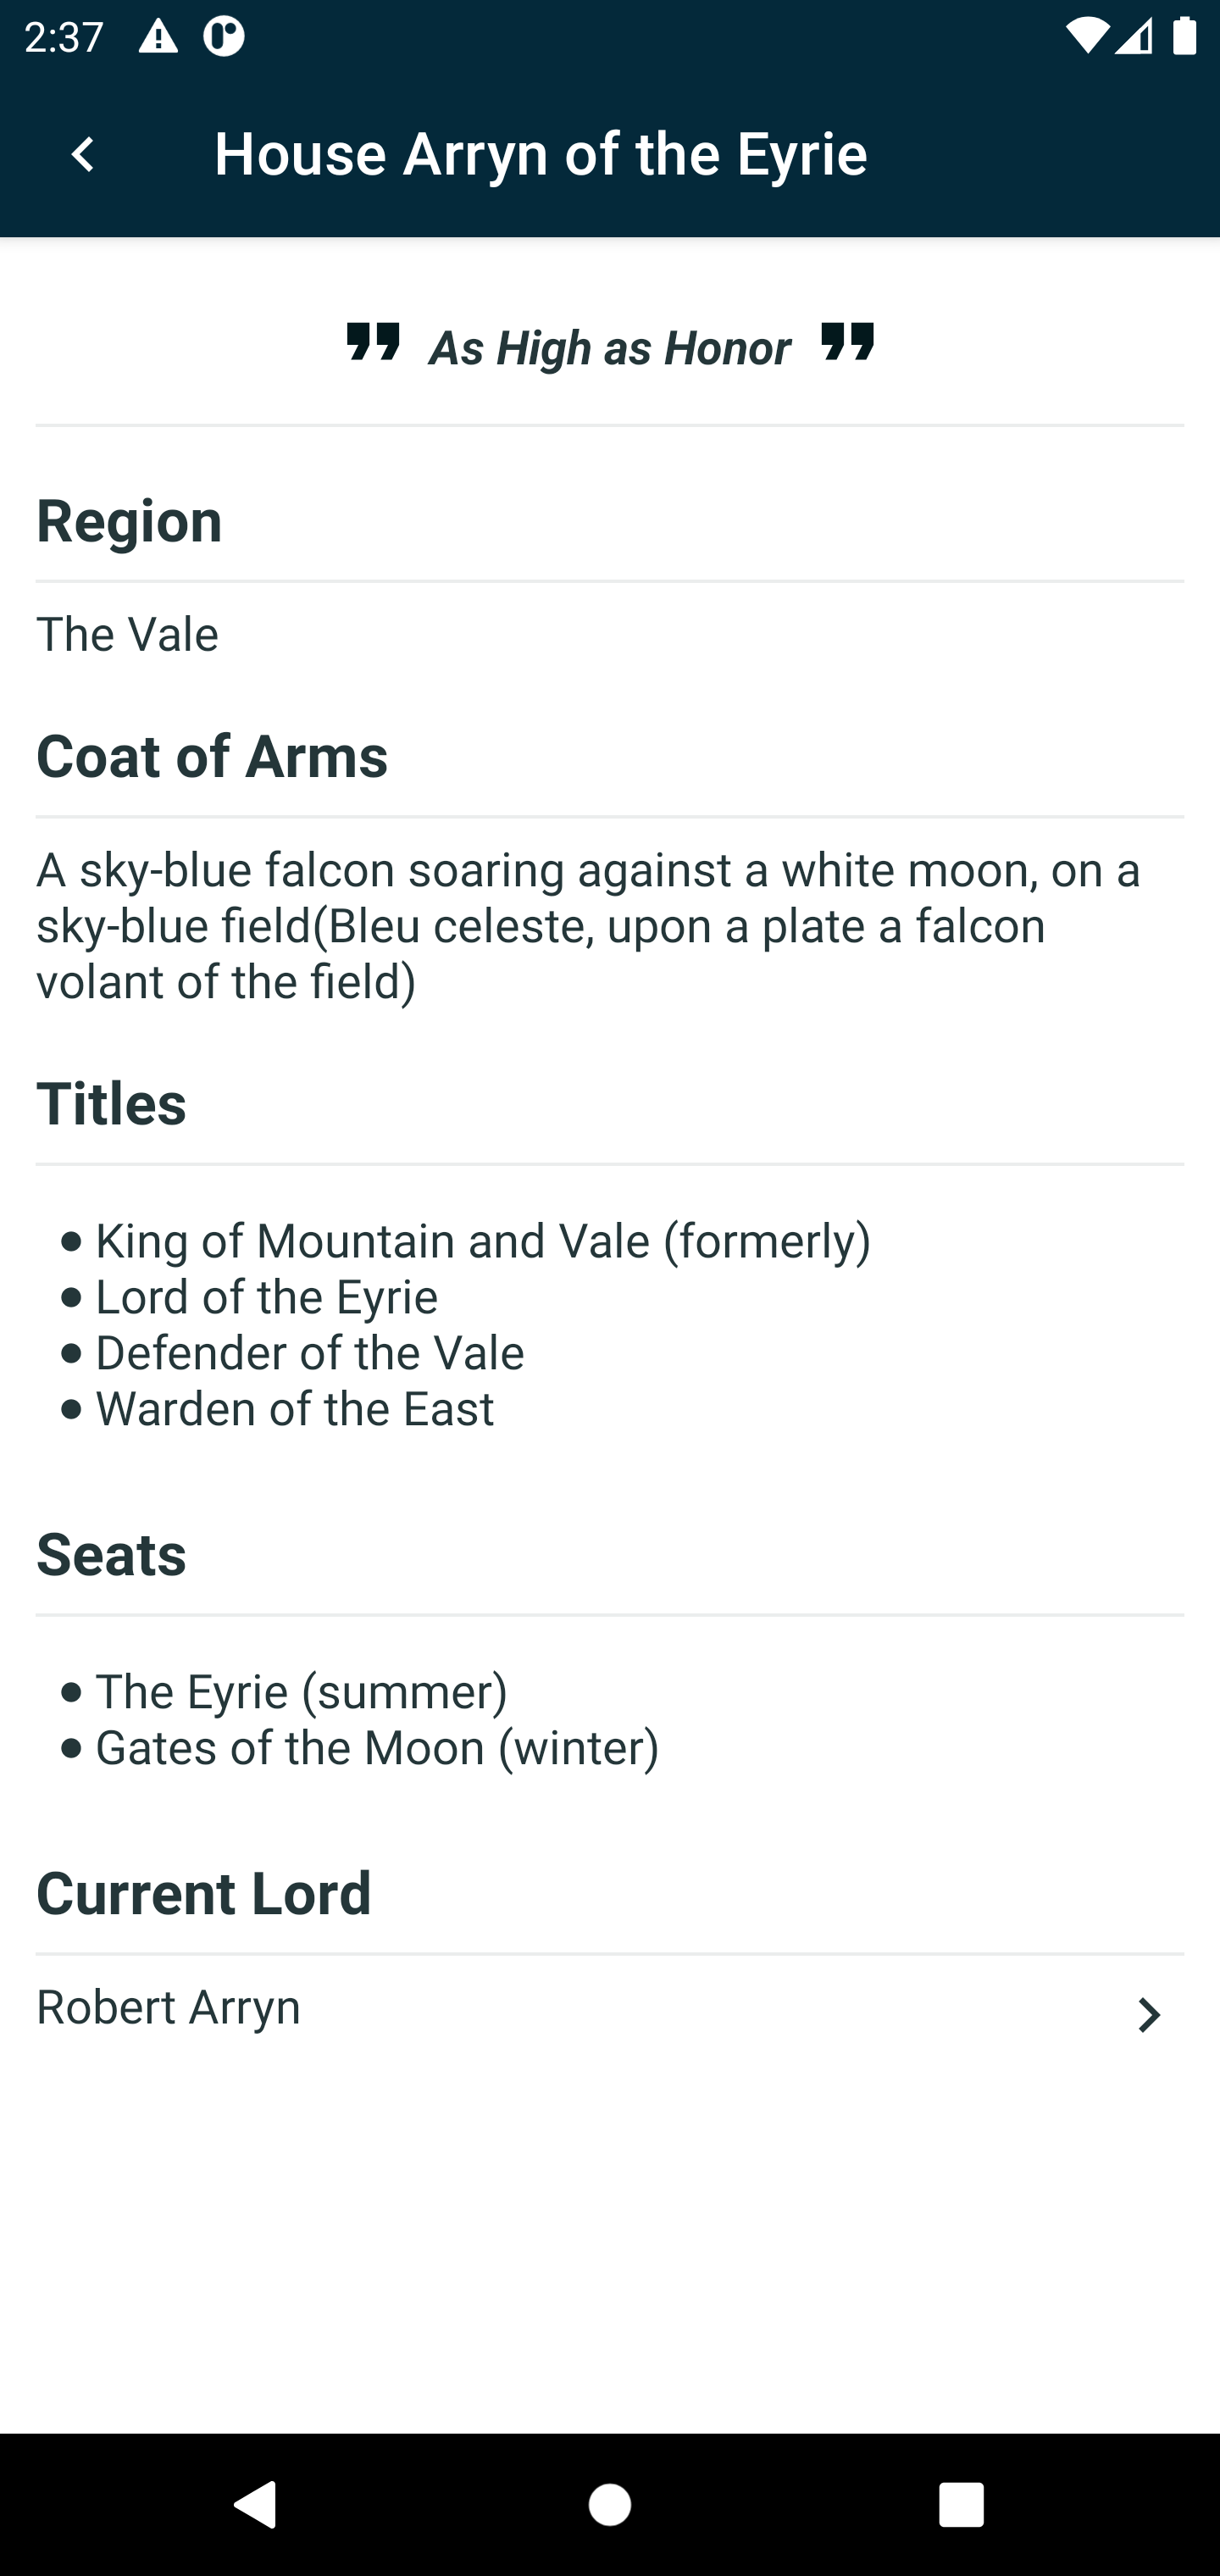 2:37
House Arryn of the Eyrie
" As High as Honor "
Region
The Vale
Coat of Arms
A sky-blue falcon soaring against a white moon, on a
sky-blue field(Bleu celeste, upon a plate a falcon
volant of the field)
Titles
• King of Mountain and Vale (formerly)
• Lord of the Eyrie
• Defender of the Vale
• Warden of the East
Seats
• The Eyrie (summer)
• Gates of the Moon (winter)
Current Lord
Robert Arryn